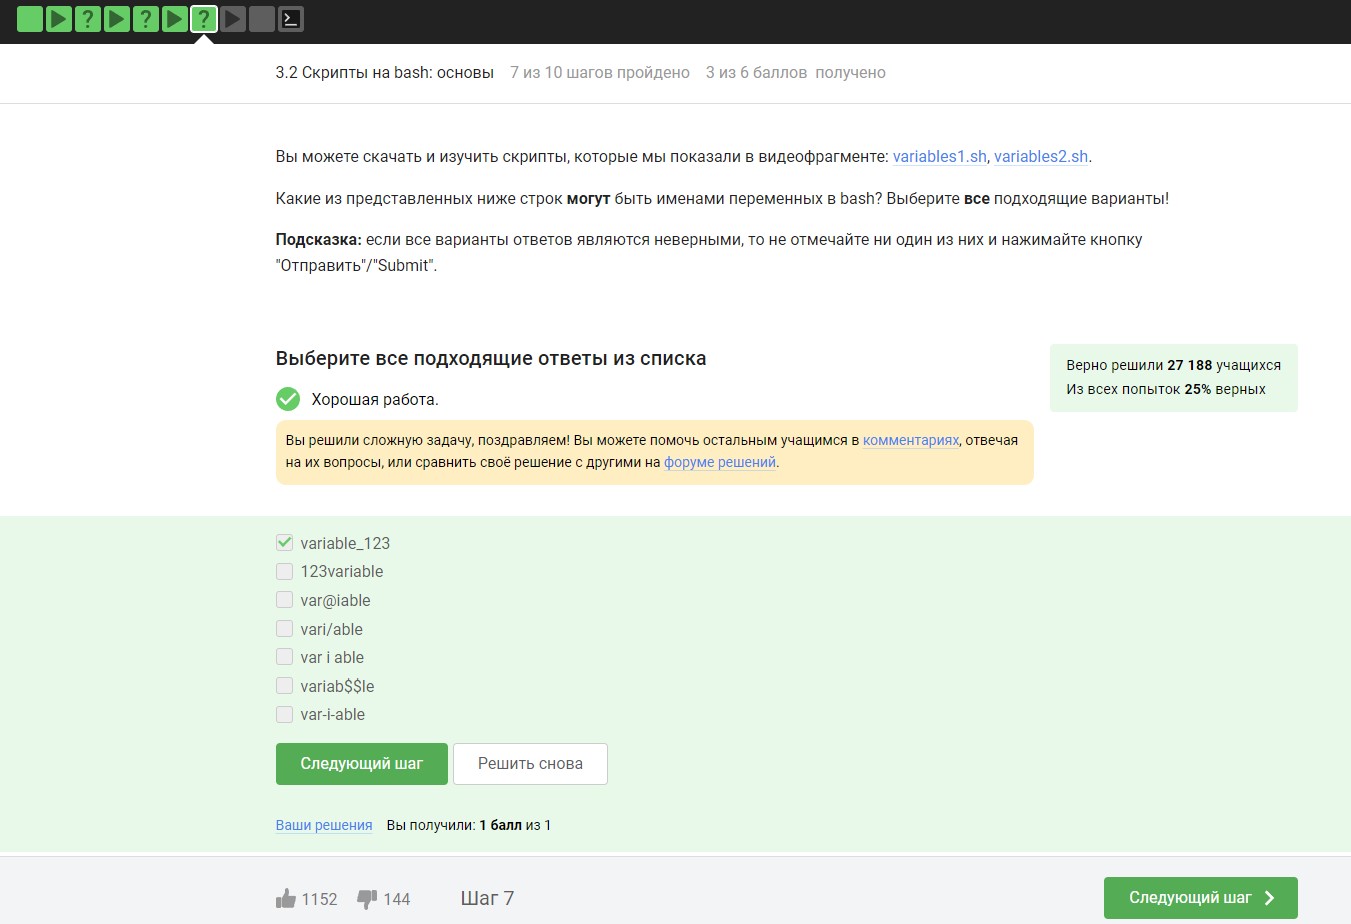 3.2 Скрипты на bash: основы 7 из 10 шагов пройдено 3 из 6 баллов получено
Вы можете скачать и изучить скрипты, которые мы показали в видеофрагменте: variables1.sh, variables2.sh.
Какие из представленных ниже строк могут быть именами переменных в bash? Выберите все подходящие варианты!
Подсказка: если все варианты ответов являются неверными, то не отмечайте ни один из них и нажимайте кнопку
"Отправить"/"Submit".
Выберите все подходящие ответы из списка
Верно решили 27 188 учащихся
Из всех попыток 25% верных
Хорошая работа.
Вы решили сложную задачу, поздравляем! Вы можете помочь остальным учащимся в комментариях, отвечая
на их вопросы, или сравнить своё решение с другими на форуме решений.
variable_123
123variable
var@iable
vari/able
var i able
variab$$le
var-i-able
Следующий шаг Решить снова
Ваши решения Вы получили: 1 балл из 1
1152 144 Шаг 7 Следующий шаг